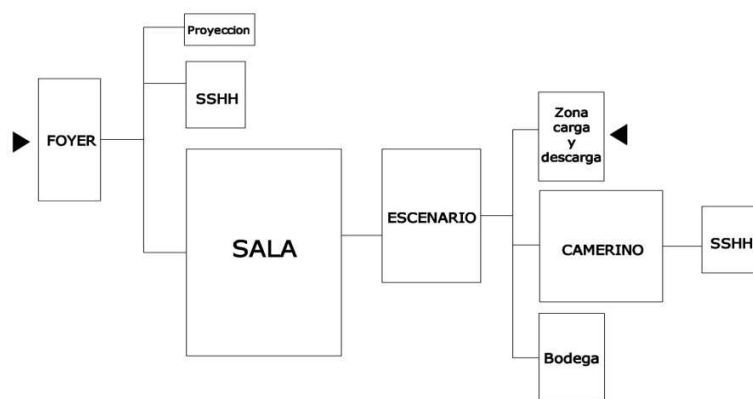 Proyeccion
SSHH
FOYER
SALA
ESCENARIO
Zona
carga
y
descarga
CAMERINO
SSHH
Bodega